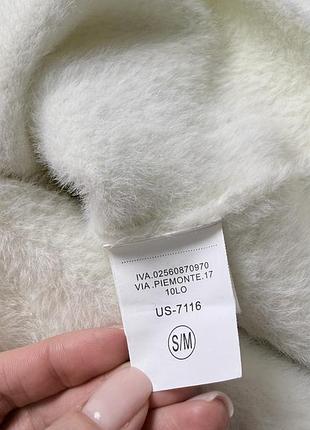 IVA.02560870970
VIA.PIEMONTE.17
10LO
US-7116
S/M